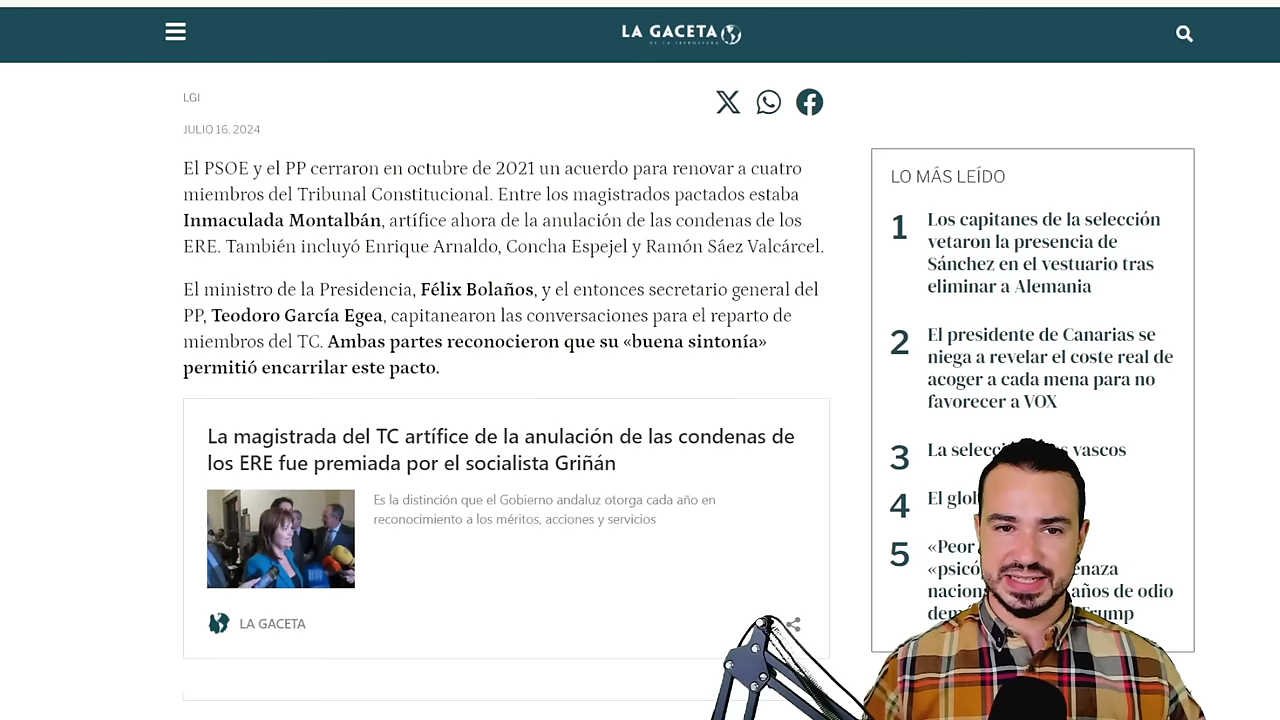 LA GACETA
DE LA IBEROSFERA
LGI
JULIO 16, 2024
El PSOE y el PP cerraron en octubre de 2021 un acuerdo para renovar a cuatro
miembros del Tribunal Constitucional. Entre los magistrados pactados estaba
Inmaculada Montalbán, artífice ahora de la anulación de las condenas de los
ERE. También incluyó Enrique Arnaldo, Concha Espejel y Ramón Sáez Valcárcel.
El ministro de la Presidencia, Félix Bolaños, y el entonces secretario general del
PP, Teodoro García Egea, capitanearon las conversaciones para el reparto de
miembros del TC. Ambas partes reconocieron que su «buena sintonía»
permitió encarrilar este pacto.
La magistrada del TC artífice de la anulación de las condenas de
los ERE fue premiada por el socialista Griñán
Es la distinción que el Gobierno andaluz otorga cada año en
reconocimiento a los méritos, acciones y servicios
LA GACETA
LO MÁS LEÍDO
1 Los capitanes de la selección
vetaron la presencia de
Sánchez en el vestuario tras
eliminar a Alemania
2 El presidente de Canarias se
niega a revelar el coste real de
acoger a cada mena para no
favorecer a VOX
3 La vascos
4 El
5 «Peor
años de odio
Trump